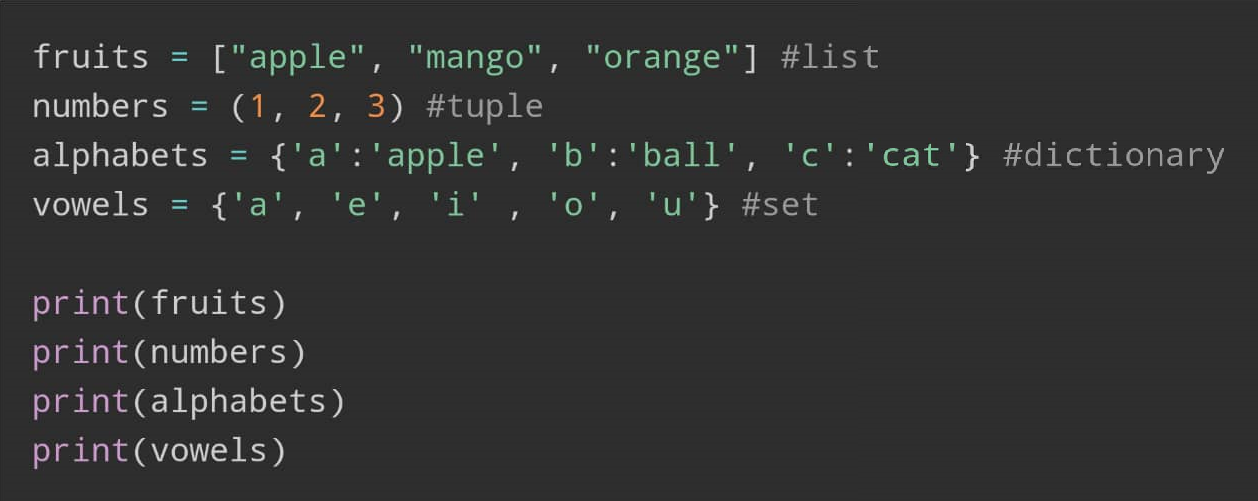 fruits = ["apple", "mango", "orange"] #list
numbers = (1, 2, 3) #tuple
alphabets = {'a':'apple', 'b':'ball', 'c':'cat'} #dictionary
vowels = {'a', 'e', 'i' , 'o', 'u'} #set
print(fruits)
print(numbers)
print(alphabets)
print(vowels)